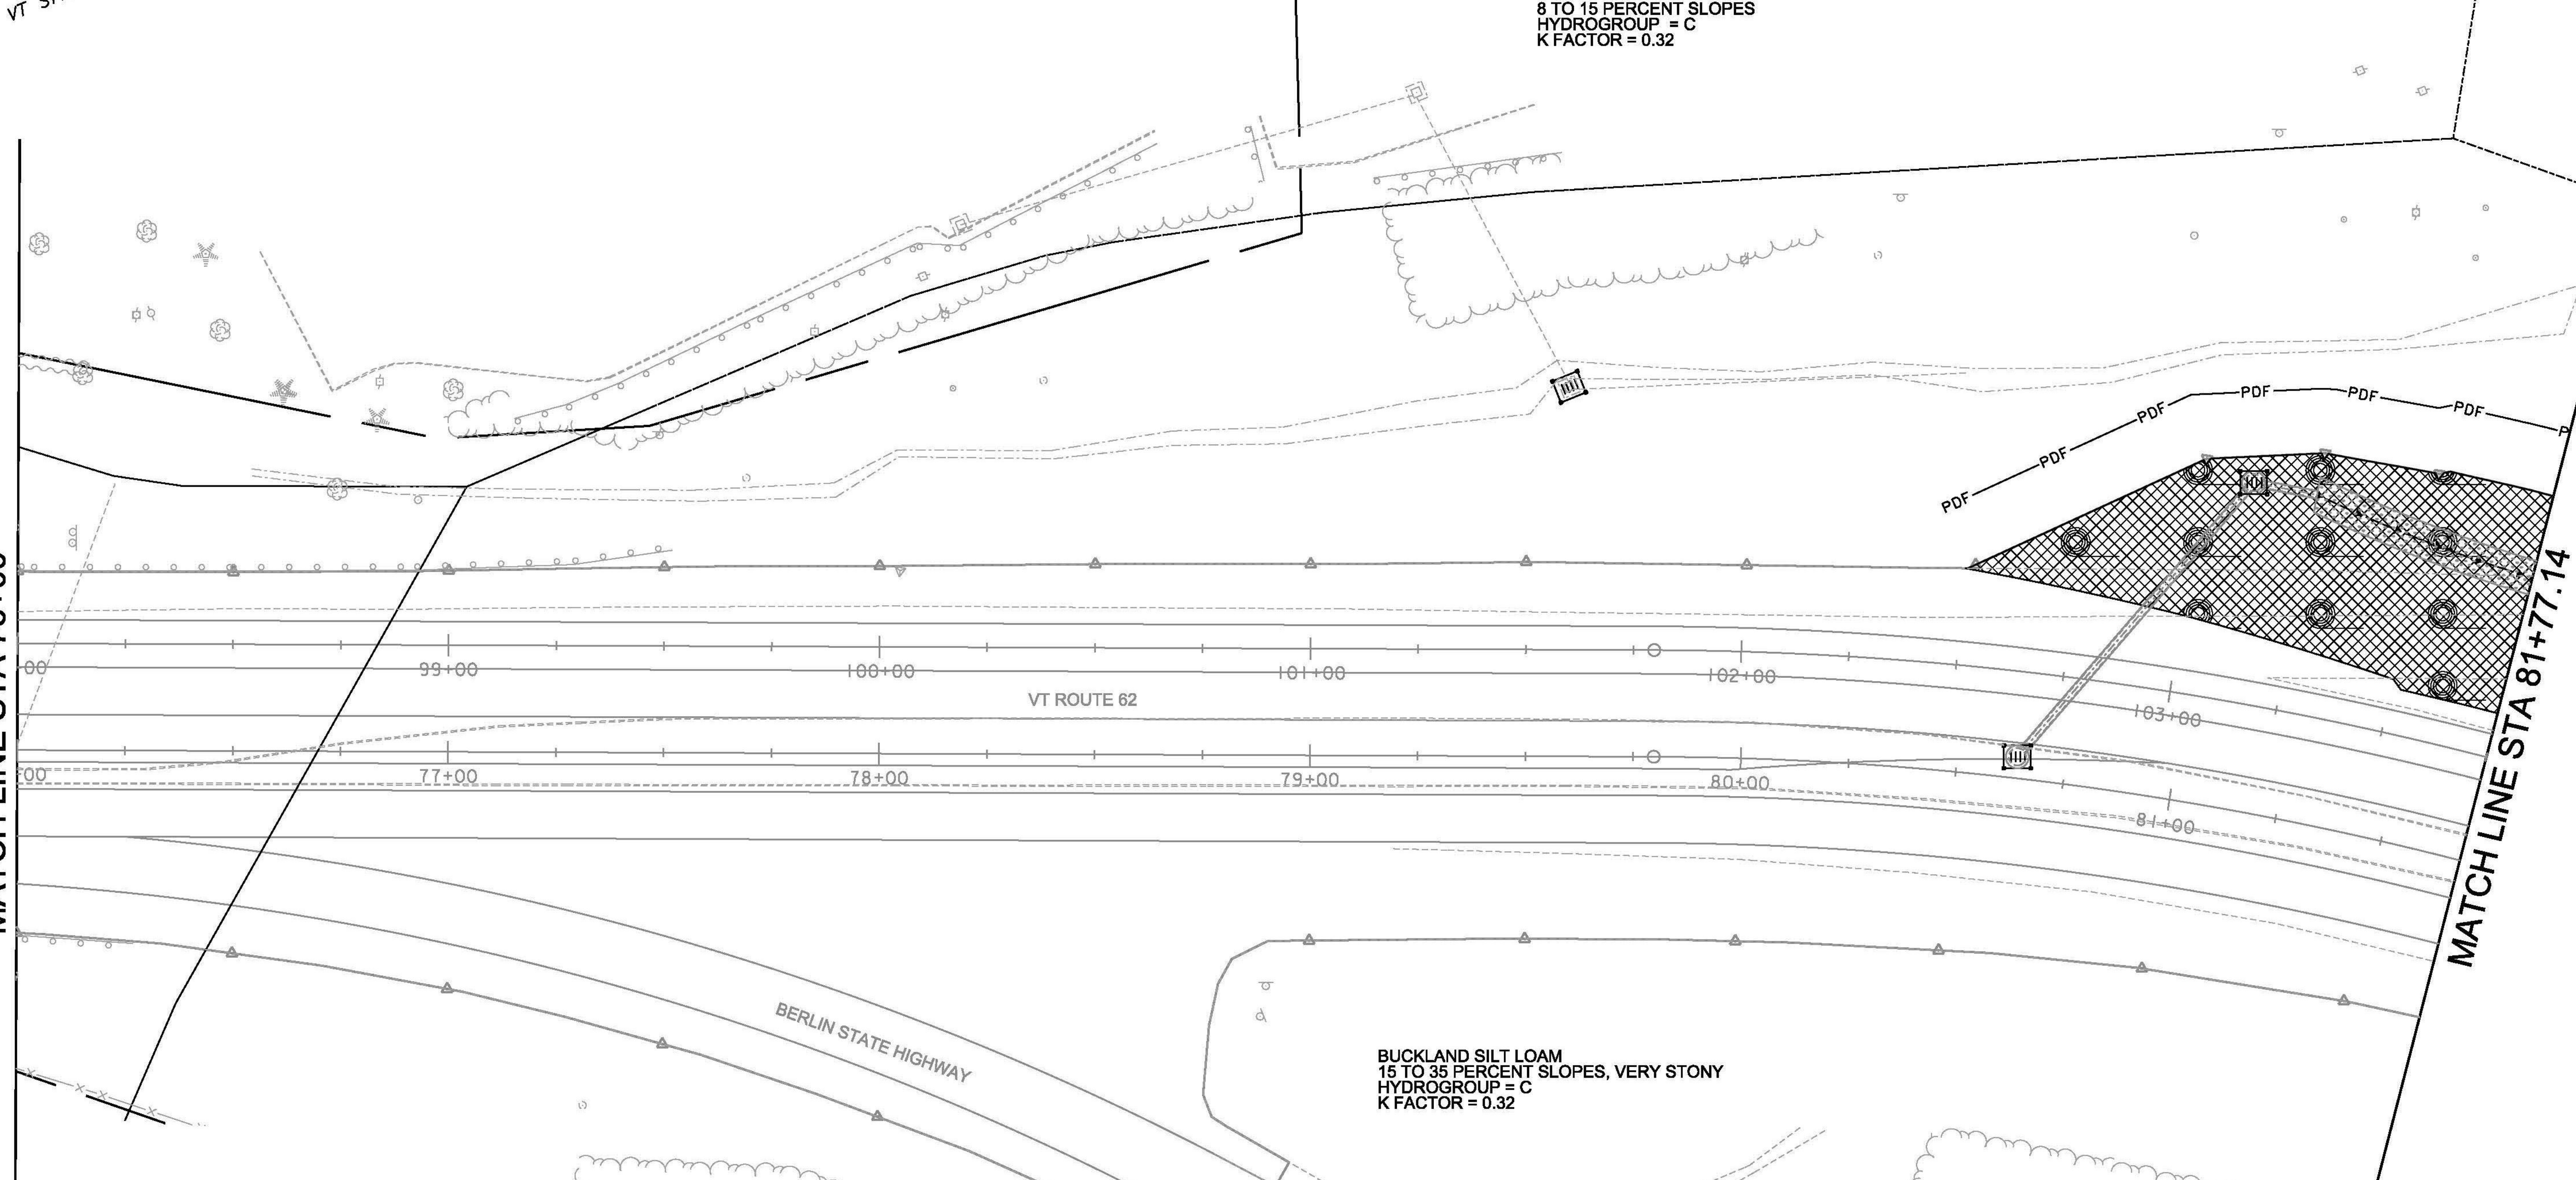 8 TO 15 PERCENT SLOPES
HYDROGROUP = C
K FACTOR = 0.32
PDF
PDF
PDF
PDF
PDF
PDF
00
99+00
100+00
101+00
102+00
103+00
VT ROUTE 62
00
77+00
78+00
79+00
80+00
81+00
MATCH LINE STA 81+77.14
BERLIN STATE HIGHWAY
BUCKLAND SILT LOAM
15 TO 35 PERCENT SLOPES, VERY STONY
HYDROGROUP = C
K FACTOR = 0.32